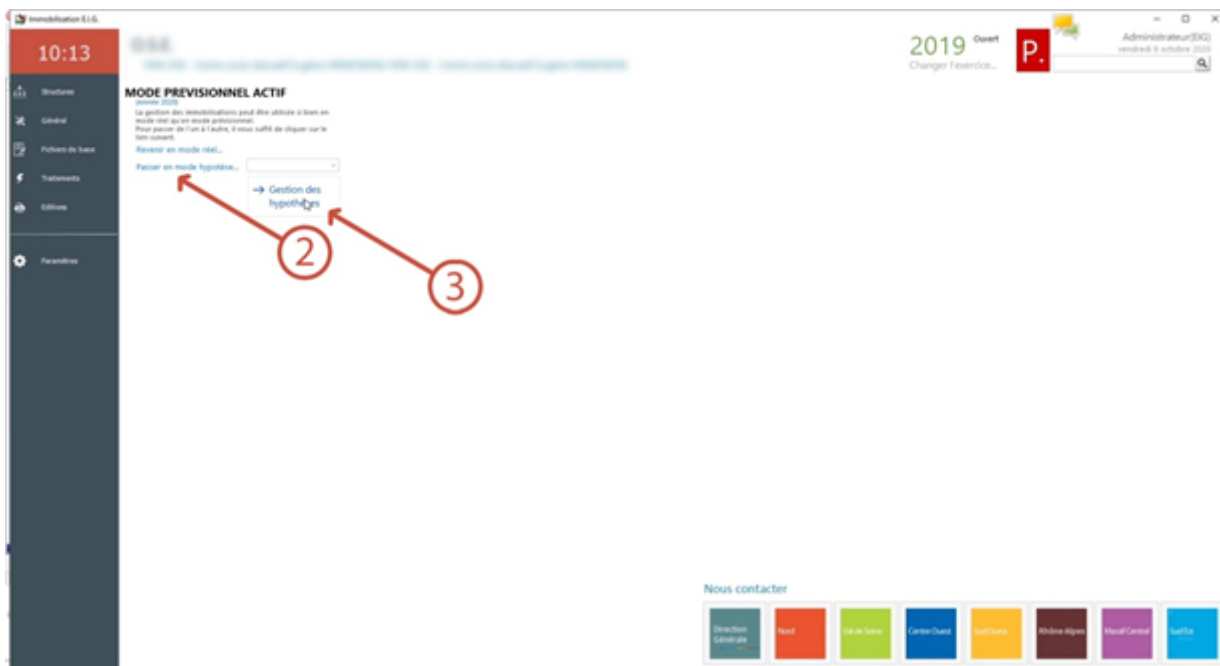 Immobilisation E.I.G.
10:13
O.S.E.
2019 Ouvert
Changer l'exercice...
P.
Administrateur(EIG)
vendredi 9 octobre 2020
Structures
Général
Fichiers de base
Traitements
Editions
Paramètres
MODE PREVISIONNEL ACTIF
(Année 2020)
La gestion des immobilisations peut être utilisée si bien en
mode réel qu'en mode prévisionnel.
Pour passer de l'un à l'autre, il vous suffit de cliquer sur le
lien suivant.
Revenir en mode réel...
Passer en mode hypotèse...
Gestion des
hypothèses
2
3
Nous contacter
Direction
Générale
Nord
Val de Seine
Centre Ouest
Sud Ouest
Rhône Alpes
Massif Central
Sud Est